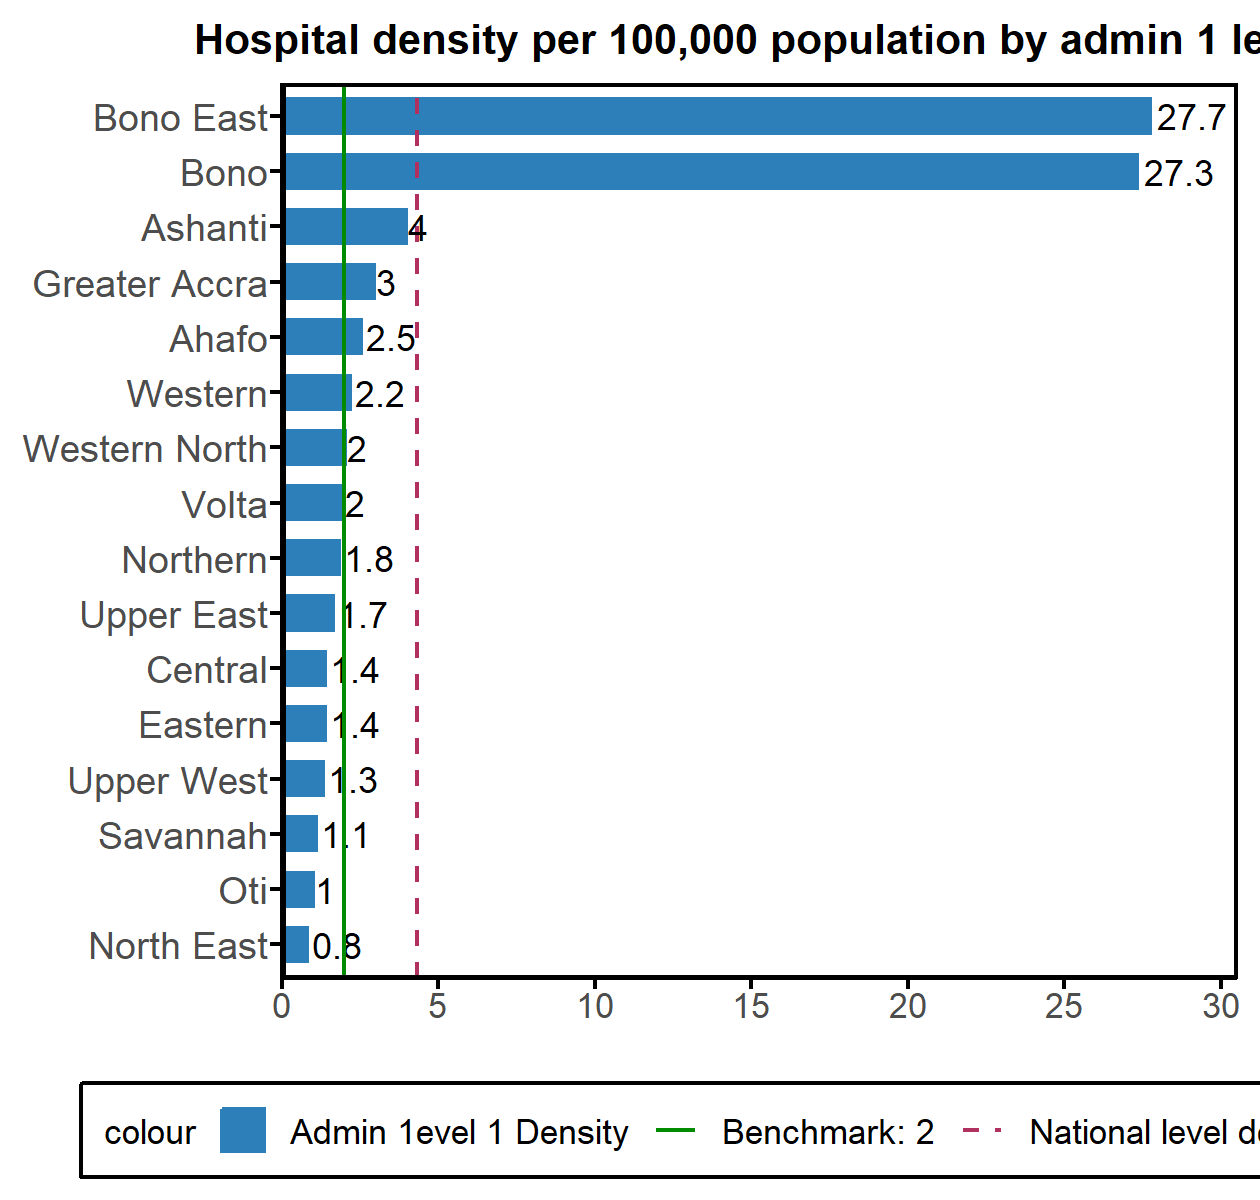 Hospital density per 100,000 population by admin 1 le
Bono East 27.7
Bono 27.3
Ashanti 4
Greater Accra 3
Ahafo 2.5
Western 2.2
Western North 2
Volta 2
Northern 1.8
Upper East 1.7
Central 1.4
Eastern 1.4
Upper West 1.3
Savannah 1.1
Oti 1
North East 0.8
0 5 10 15 20 25 30
colour Admin 1evel 1 Density Benchmark: 2 National level de